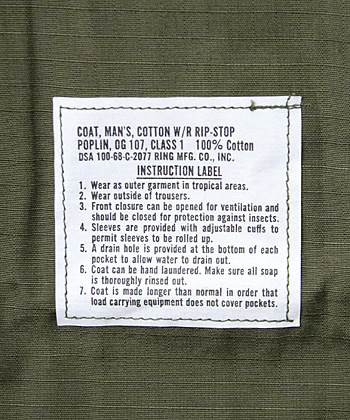 COAT, MAN'S, COTTON W/R RIP-STOP
POPLIN, OG 107, CLASS 1 100% Cotton
DSA 100-68-C-2077 RING MFG. CO., INC.
INSTRUCTION LABEL
1. Wear as outer garment in tropical areas.
2. Wear outside of trousers.
3. Front closure can be opened for ventilation and
should be closed for protection against insects.
4. Sleeves are provided with adjustable cuffs to
permit sleeves to be rolled up.
5. A drain hole is provided at the bottom of each
pocket to allow water to drain out.
6. Coat can be hand laundered. Make sure all soap
is thoroughly rinsed out.
7. Coat is made longer than normal in order that
load carrying equipment does not cover pockets.